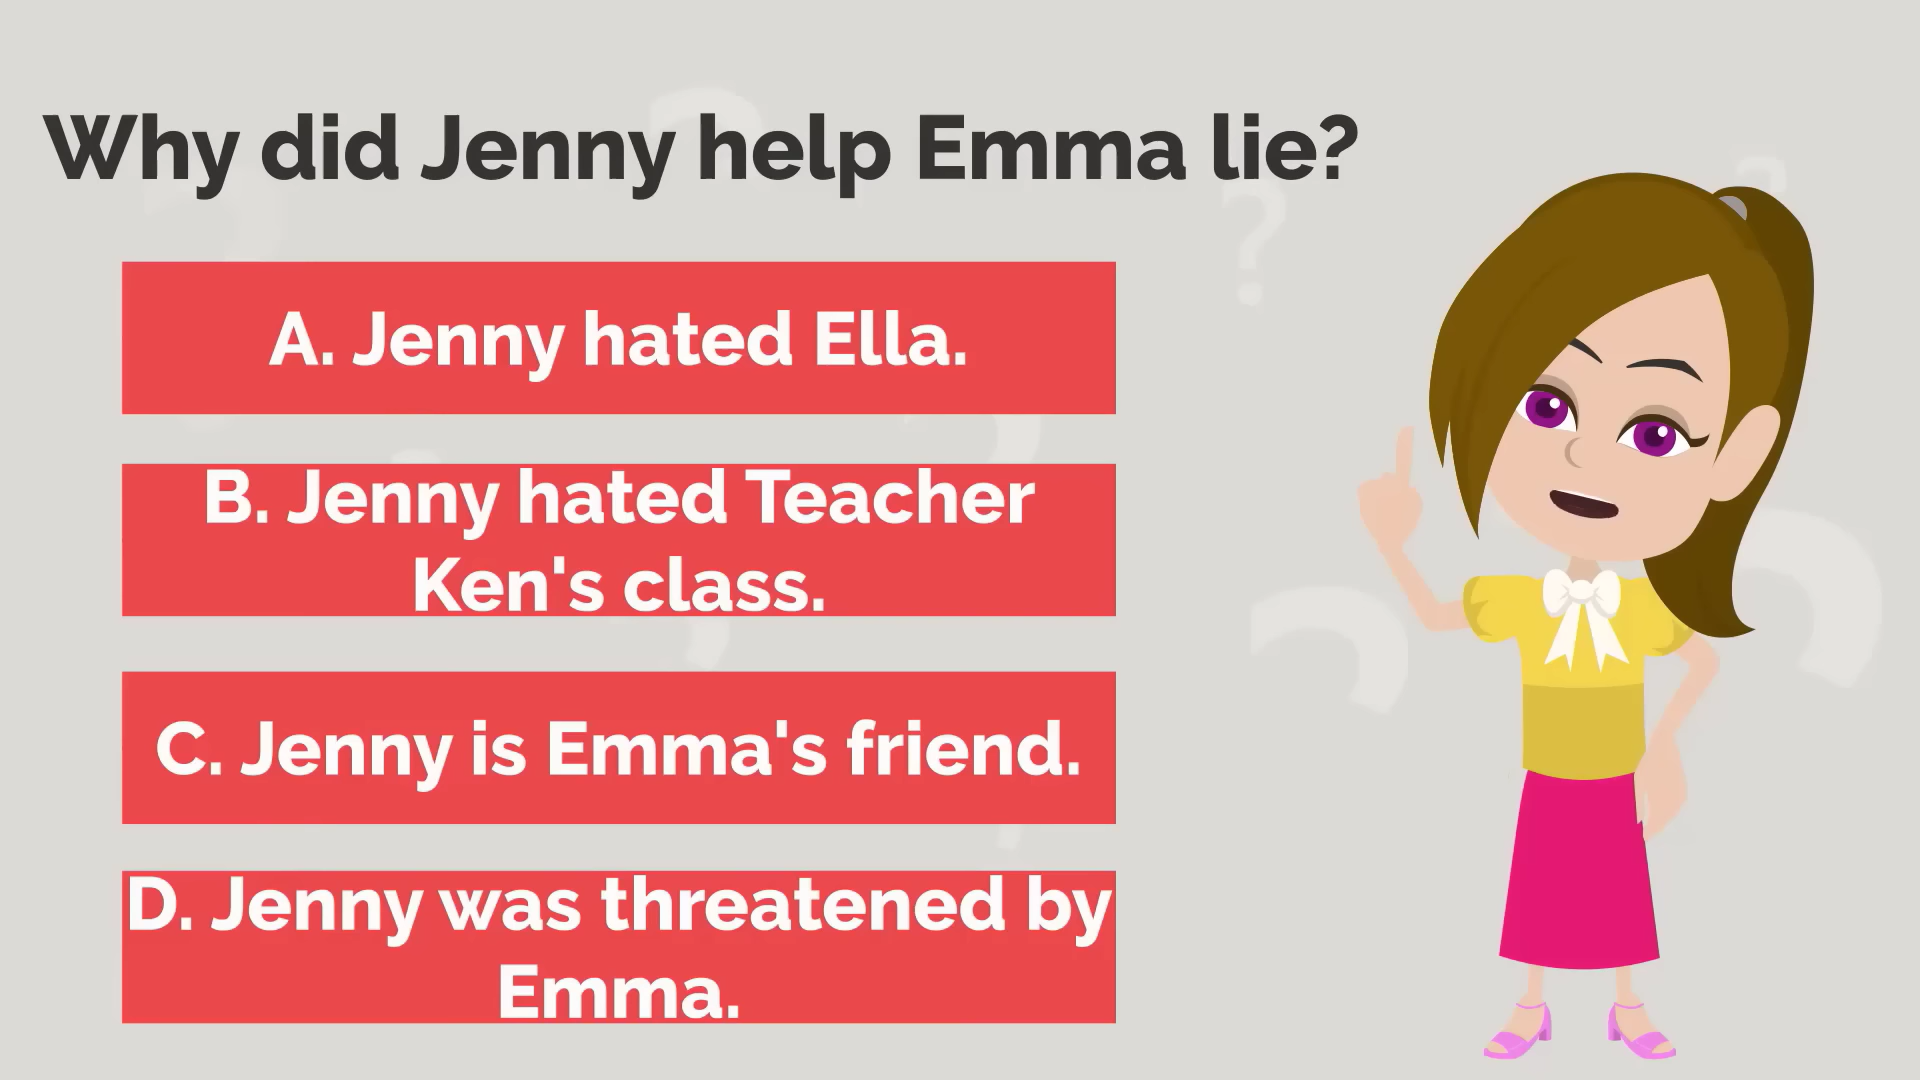 Why did Jenny help Emma lie?
A. Jenny hated Ella.
B. Jenny hated Teacher
Ken's class.
C. Jenny is Emma's friend.
D. Jenny was threatened by
Emma.